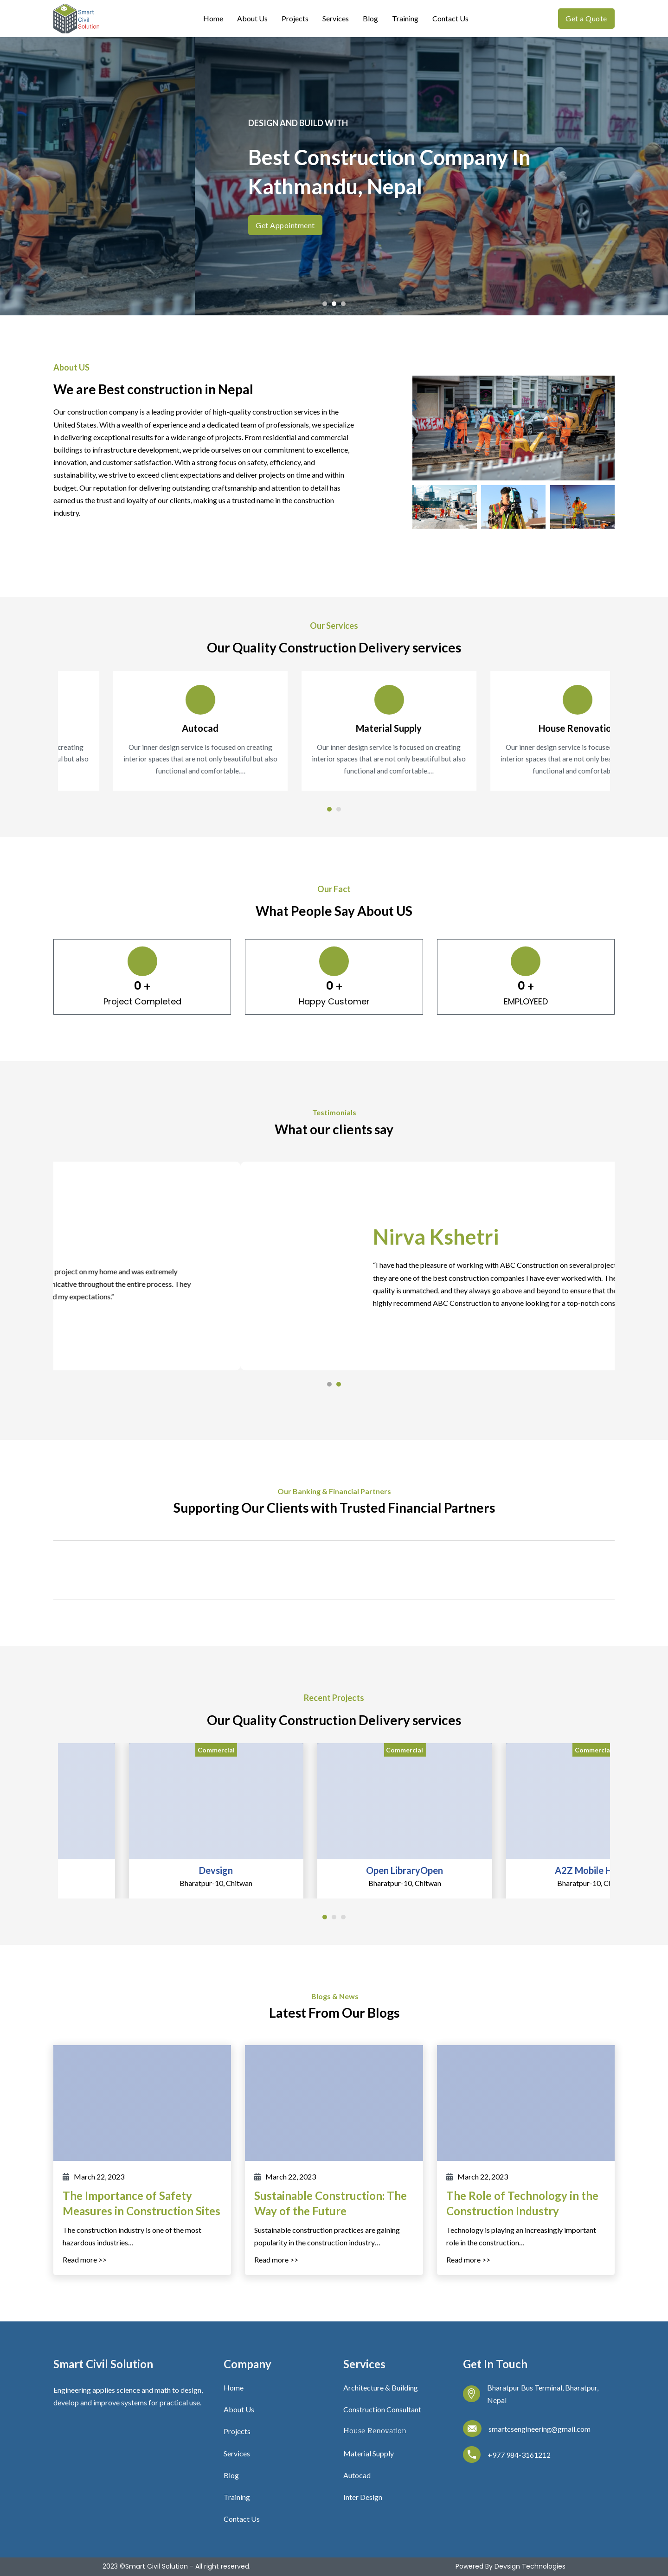 Smart
Civil
Solution
Home
About Us
Projects
Services
Blog
Training
Contact Us
Get a Quote
DESIGN AND BUILD WITH
Best Construction Company In
Kathmandu, Nepal
Get Appointment
About US
We are Best construction in Nepal
Our construction company is a leading provider of high-quality construction services in the
United States. With a wealth of experience and a dedicated team of professionals, we specialize
in delivering exceptional results for a wide range of projects. From residential and commercial
buildings to infrastructure development, we pride ourselves on our commitment to excellence,
innovation, and customer satisfaction. With a strong focus on safety, efficiency, and
sustainability, we strive to exceed client expectations and deliver projects on time and within
budget. Our reputation for delivering outstanding craftsmanship and attention to detail has
earned us the trust and loyalty of our clients, making us a trusted name in the construction
industry.
Our Services
Our Quality Construction Delivery services
creating
ul but also
Autocad
Our inner design service is focused on creating
interior spaces that are not only beautiful but also
functional and comfortable....
Material Supply
Our inner design service is focused on creating
interior spaces that are not only beautiful but also
functional and comfortable....
House Renovatio
Our inner design service is focuse
interior spaces that are not only bea
functional and comfortab
Our Fact
What People Say About US
0 +
Project Completed
0 +
Happy Customer
0 +
EMPLOYEED
Testimonials
What our clients say
project on my home and was extremely
nicative throughout the entire process. They
d my expectations.”
Nirva Kshetri
“I have had the pleasure of working with ABC Construction on several projec
they are one of the best construction companies I have ever worked with. The
quality is unmatched, and they always go above and beyond to ensure that the
highly recommend ABC Construction to anyone looking for a top-notch cons
Our Banking & Financial Partners
Supporting Our Clients with Trusted Financial Partners
Recent Projects
Our Quality Construction Delivery services
Commercial
Devsign
Bharatpur-10, Chitwan
Commercial
Open LibraryOpen
Bharatpur-10, Chitwan
Commercia
A2Z Mobile H
Bharatpur-10, Ch
Blogs & News
Latest From Our Blogs
March 22, 2023
The Importance of Safety
Measures in Construction Sites
The construction industry is one of the most
hazardous industries...
Read more >>
March 22, 2023
Sustainable Construction: The
Way of the Future
Sustainable construction practices are gaining
popularity in the construction industry...
Read more >>
March 22, 2023
The Role of Technology in the
Construction Industry
Technology is playing an increasingly important
role in the construction...
Read more >>
Smart Civil Solution
Engineering applies science and math to design,
develop and improve systems for practical use.
Company
Home
About Us
Projects
Services
Blog
Training
Contact Us
Services
Architecture & Building
Construction Consultant
House Renovation
Material Supply
Autocad
Inter Design
Get In Touch
Bharatpur Bus Terminal, Bharatpur,
Nepal
smartcsengineering@gmail.com
+977 984-3161212
2023 ©Smart Civil Solution - All right reserved.
Powered By Devsign Technologies